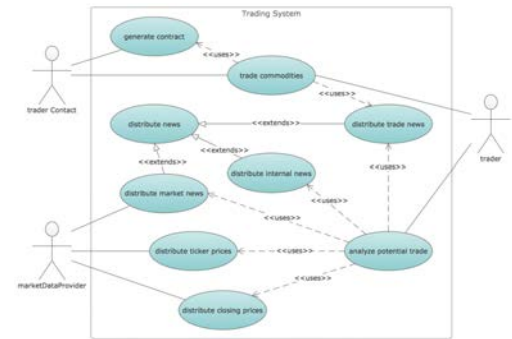 Trading System
generate contract
<<uses>>
trade commodities
trader Contact
<<uses>>
distribute news
<<extends>>
distribute trade news
trader
<<extends>>
<<extends>>
distribute internal news
<<uses>>
distribute market news
<<uses>>
<<uses>>
distribute ticker prices
<<uses>>
analyze potential trade
marketDataProvider
<<uses>>
distribute closing prices